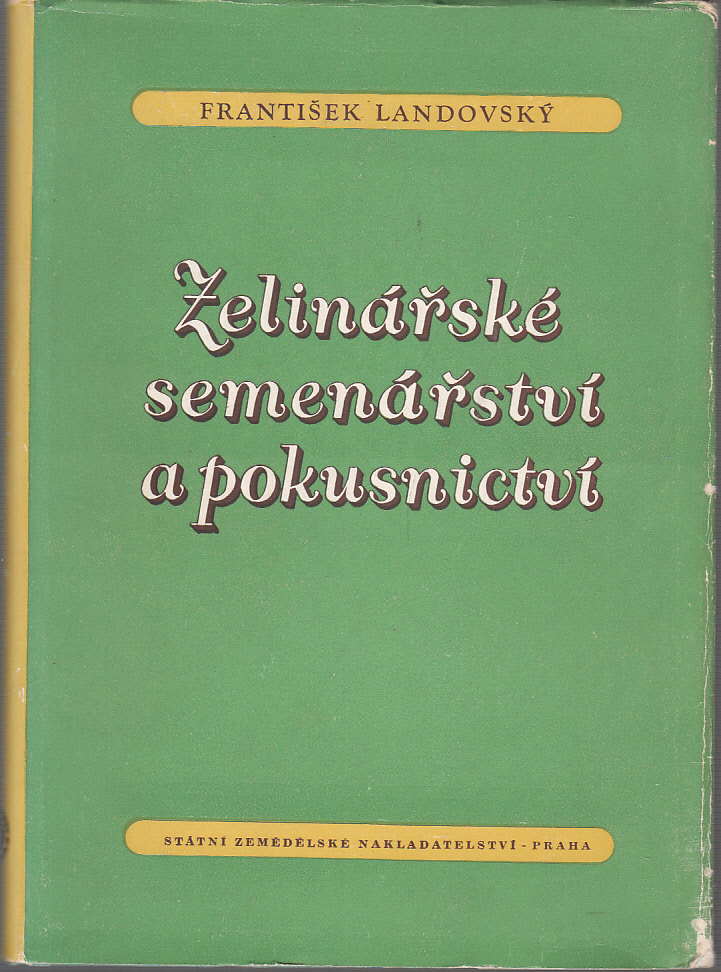 FRANTIŠEK LANDOVSKÝ
Zelinářské
semenářství
a pokusnictví
STÁTNÍ ZEMĚDĚLSKÉ NAKLADATELSTVÍ - PRAHA